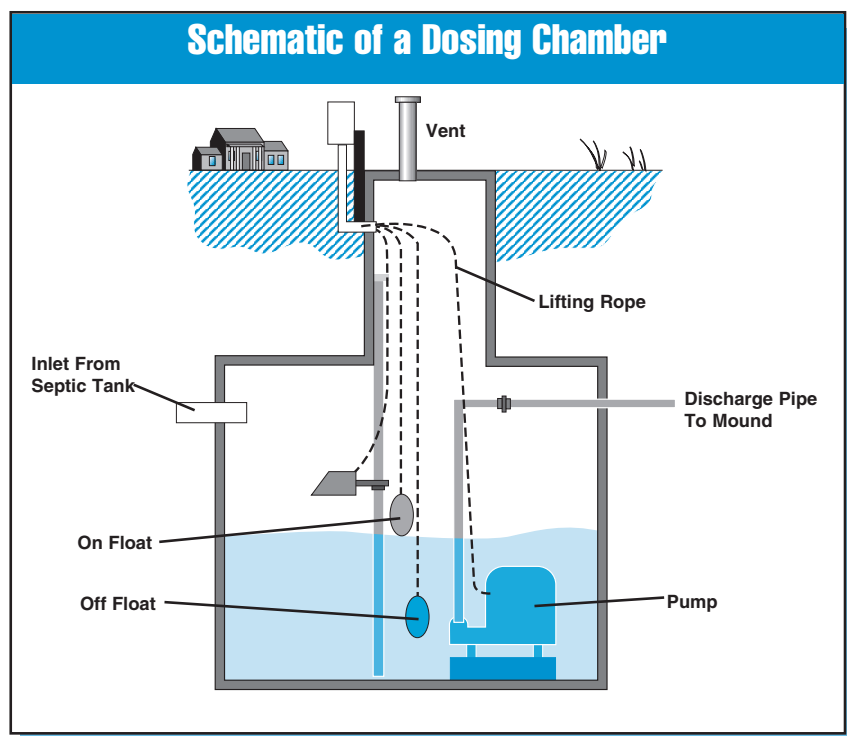 Schematic of a Dosing Chamber
Vent
Lifting Rope
Inlet From
Septic Tank
Discharge Pipe
To Mound
On Float
Off Float
Pump